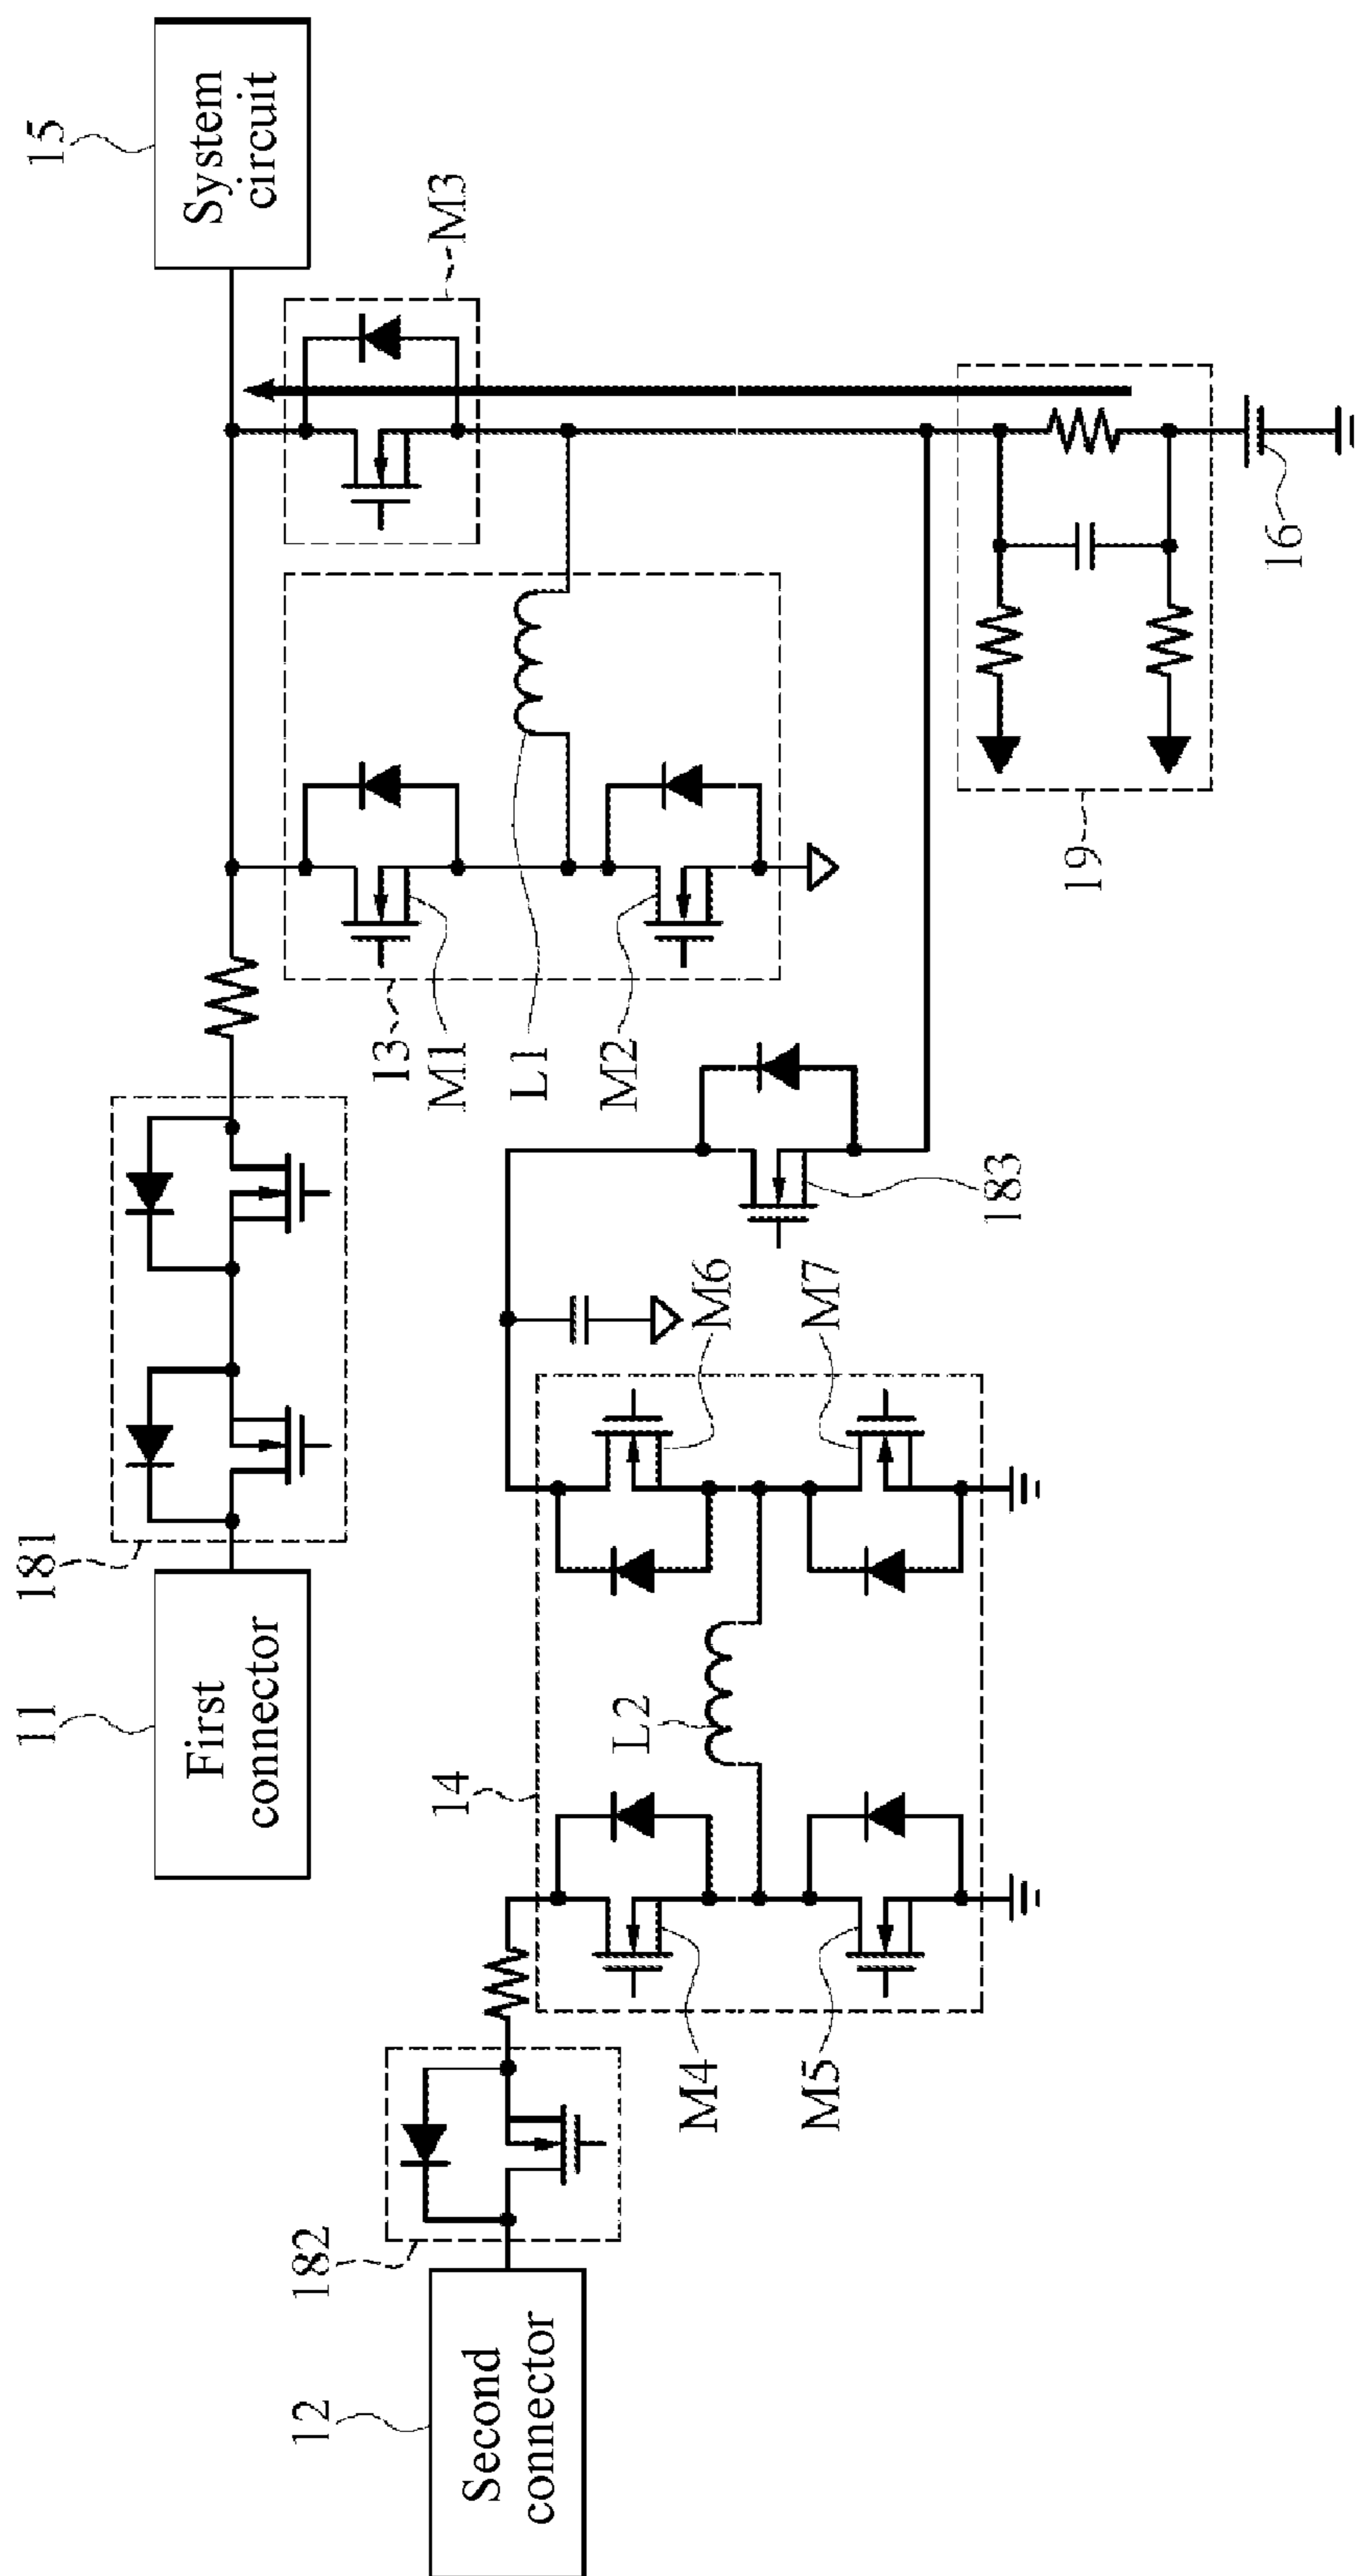 11
First
connector
181
15
System
circuit
M3
13
M1
L1
M2
12
Second
connector
182
14
L2
M4
M5
M6
M7
183
19
16